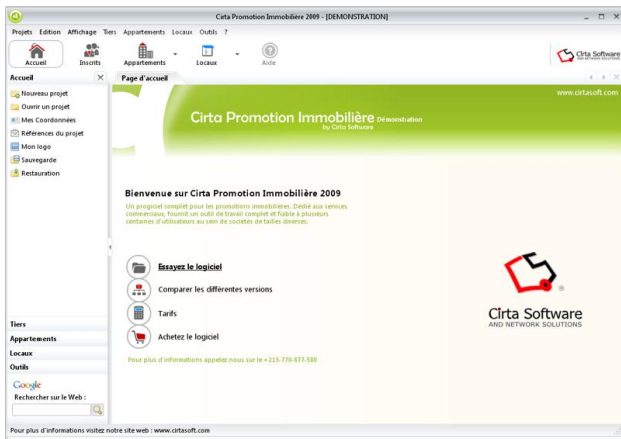 Cirta Promotion Immobilière 2009 - [DEMONSTRATION]
Projets Edition Affichage Tiers Appartements Locaux Outils ?
Accueil Inscrits Appartements Locaux Aide
Cirta Software
AND NETWORK SOLUTIONS
Accueil
Page d'accueil
Nouveau projet
Ouvrir un projet
Mes Coordonnées
Références du projet
Mon logo
Sauvegarde
Restauration
www.cirtasoft.com
Cirta Promotion Immobilière Démonstration
by Cirta Software
Bienvenue sur Cirta Promotion Immobilière 2009
Un progiciel complet pour les promotions immobilières. Dédié aux services
commerciaux, fournit un outil de travail complet et fiable à plusieurs
centaines d'utilisateurs au sein de sociétés de tailles diverses.
Essayez le logiciel
Comparer les différentes versions
Tarifs
Achetez le logiciel
Pour plus d'informations appelez nous sur le +213-770-877-580
Cirta Software
AND NETWORK SOLUTIONS
Tiers
Appartements
Locaux
Outils
Google
Rechercher sur le Web :
Pour plus d'informations visitez notre site web : www.cirtasoft.com